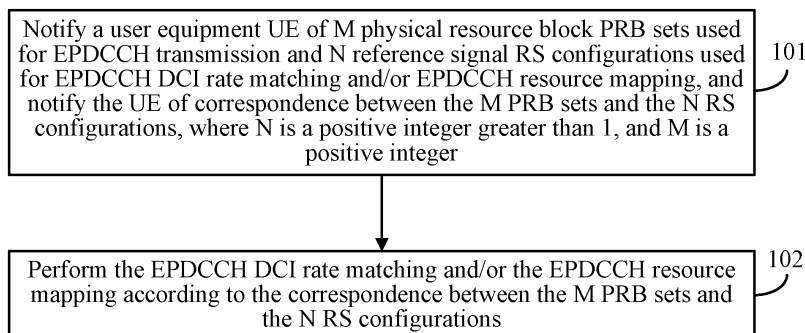 Notify a user equipment UE of M physical resource block PRB sets used
for EPDCCH transmission and N reference signal RS configurations used
for EPDCCH DCI rate matching and/or EPDCCH resource mapping, and
notify the UE of correspondence between the M PRB sets and the N RS
configurations, where N is a positive integer greater than 1, and M is a
positive integer
101
Perform the EPDCCH DCI rate matching and/or the EPDCCH resource
mapping according to the correspondence between the M PRB sets and
the N RS configurations
102